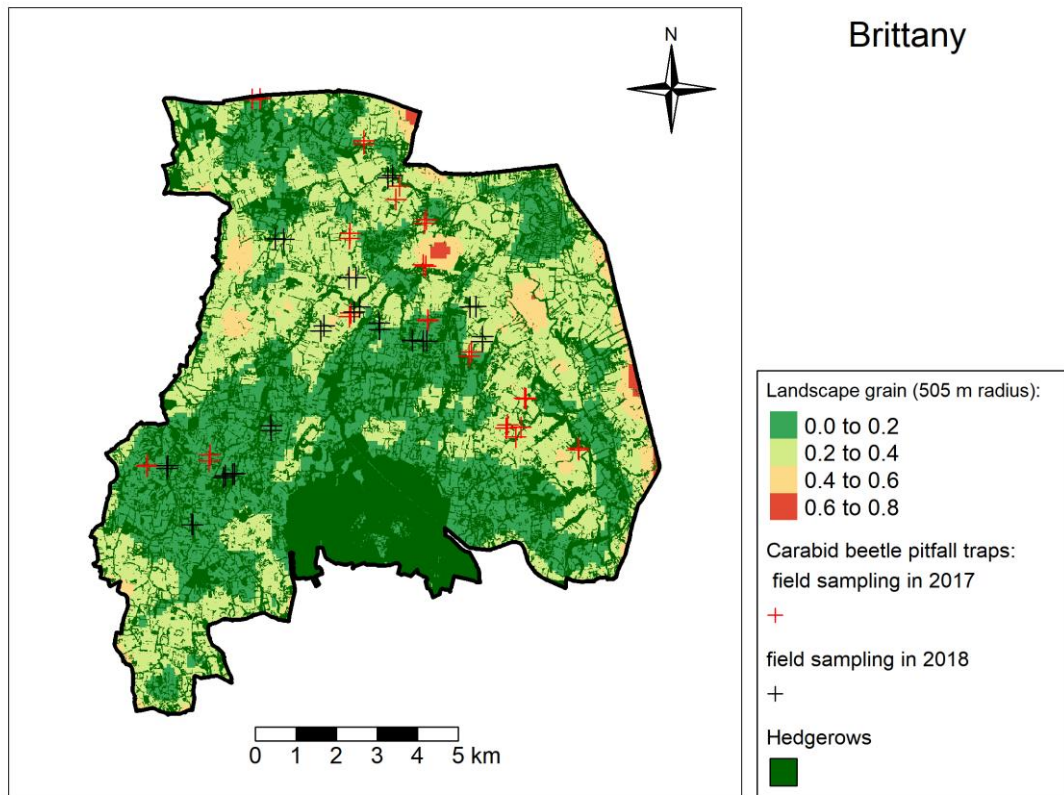 Brittany
N
0 1 2 3 4 5 km
Landscape grain (505 m radius):
0.0 to 0.2
0.2 to 0.4
0.4 to 0.6
0.6 to 0.8
Carabid beetle pitfall traps:
field sampling in 2017
field sampling in 2018
Hedgerows